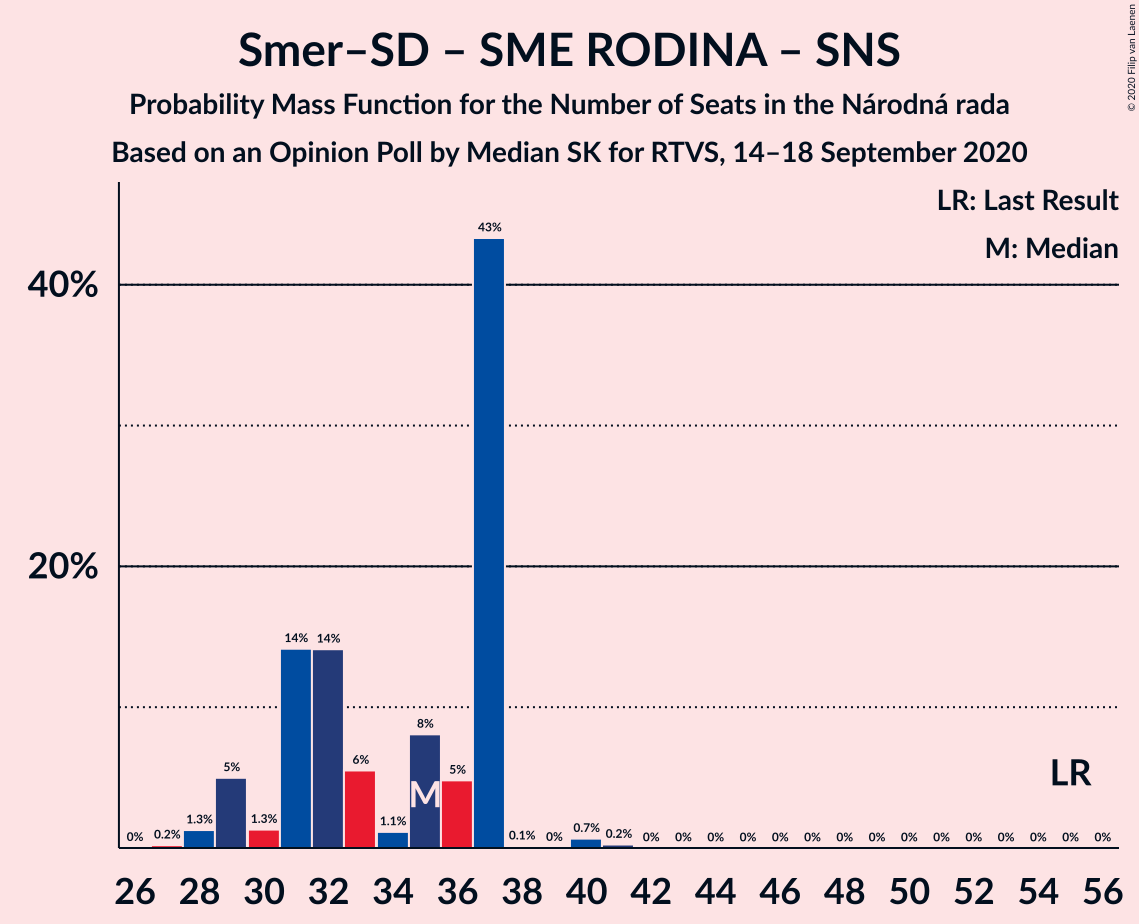 Smer–SD – SME RODINA – SNS
Probability Mass Function for the Number of Seats in the Národná rada
Based on an Opinion Poll by Median SK for RTVS, 14–18 September 2020
© 2020 Filip van Laenen
LR: Last Result
M: Median
43%
40%
20%
14% 14%
8%
6%
5% 5%
1.3% 1.3% 1.1%
0% 0.2% 0.1% 0% 0.7% 0.2% 0% 0% 0% 0% 0% 0% 0% 0% 0% 0% 0% 0% 0% 0% 0%
M
LR
26 28 30 32 34 36 38 40 42 44 46 48 50 52 54 56